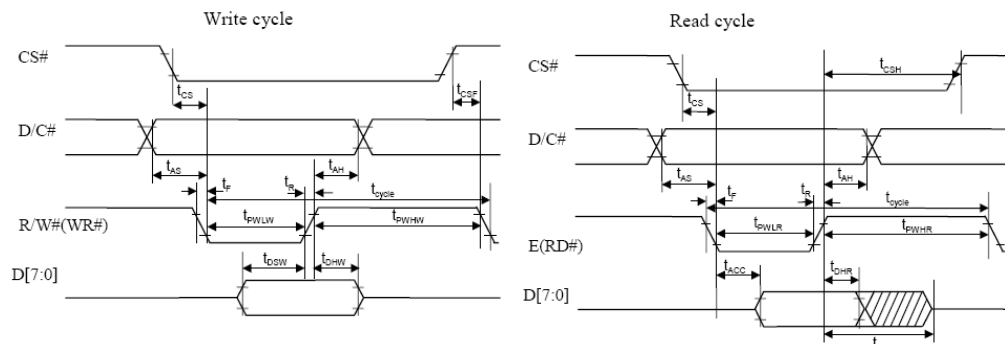 Write cycle
CS#
tCS
tCSF
D/C#
tAS
tF
tR
tAH
tcycle
R/W#(WR#)
tPWLW
tPWHW
tDSW
tDHW
D[7:0]
Read cycle
CS#
tCSH
tCS
D/C#
tAS
tF
tR
tAH
tcycle
E(RD#)
tPWLR
tPWHR
tACC
tDHR
D[7:0]
t